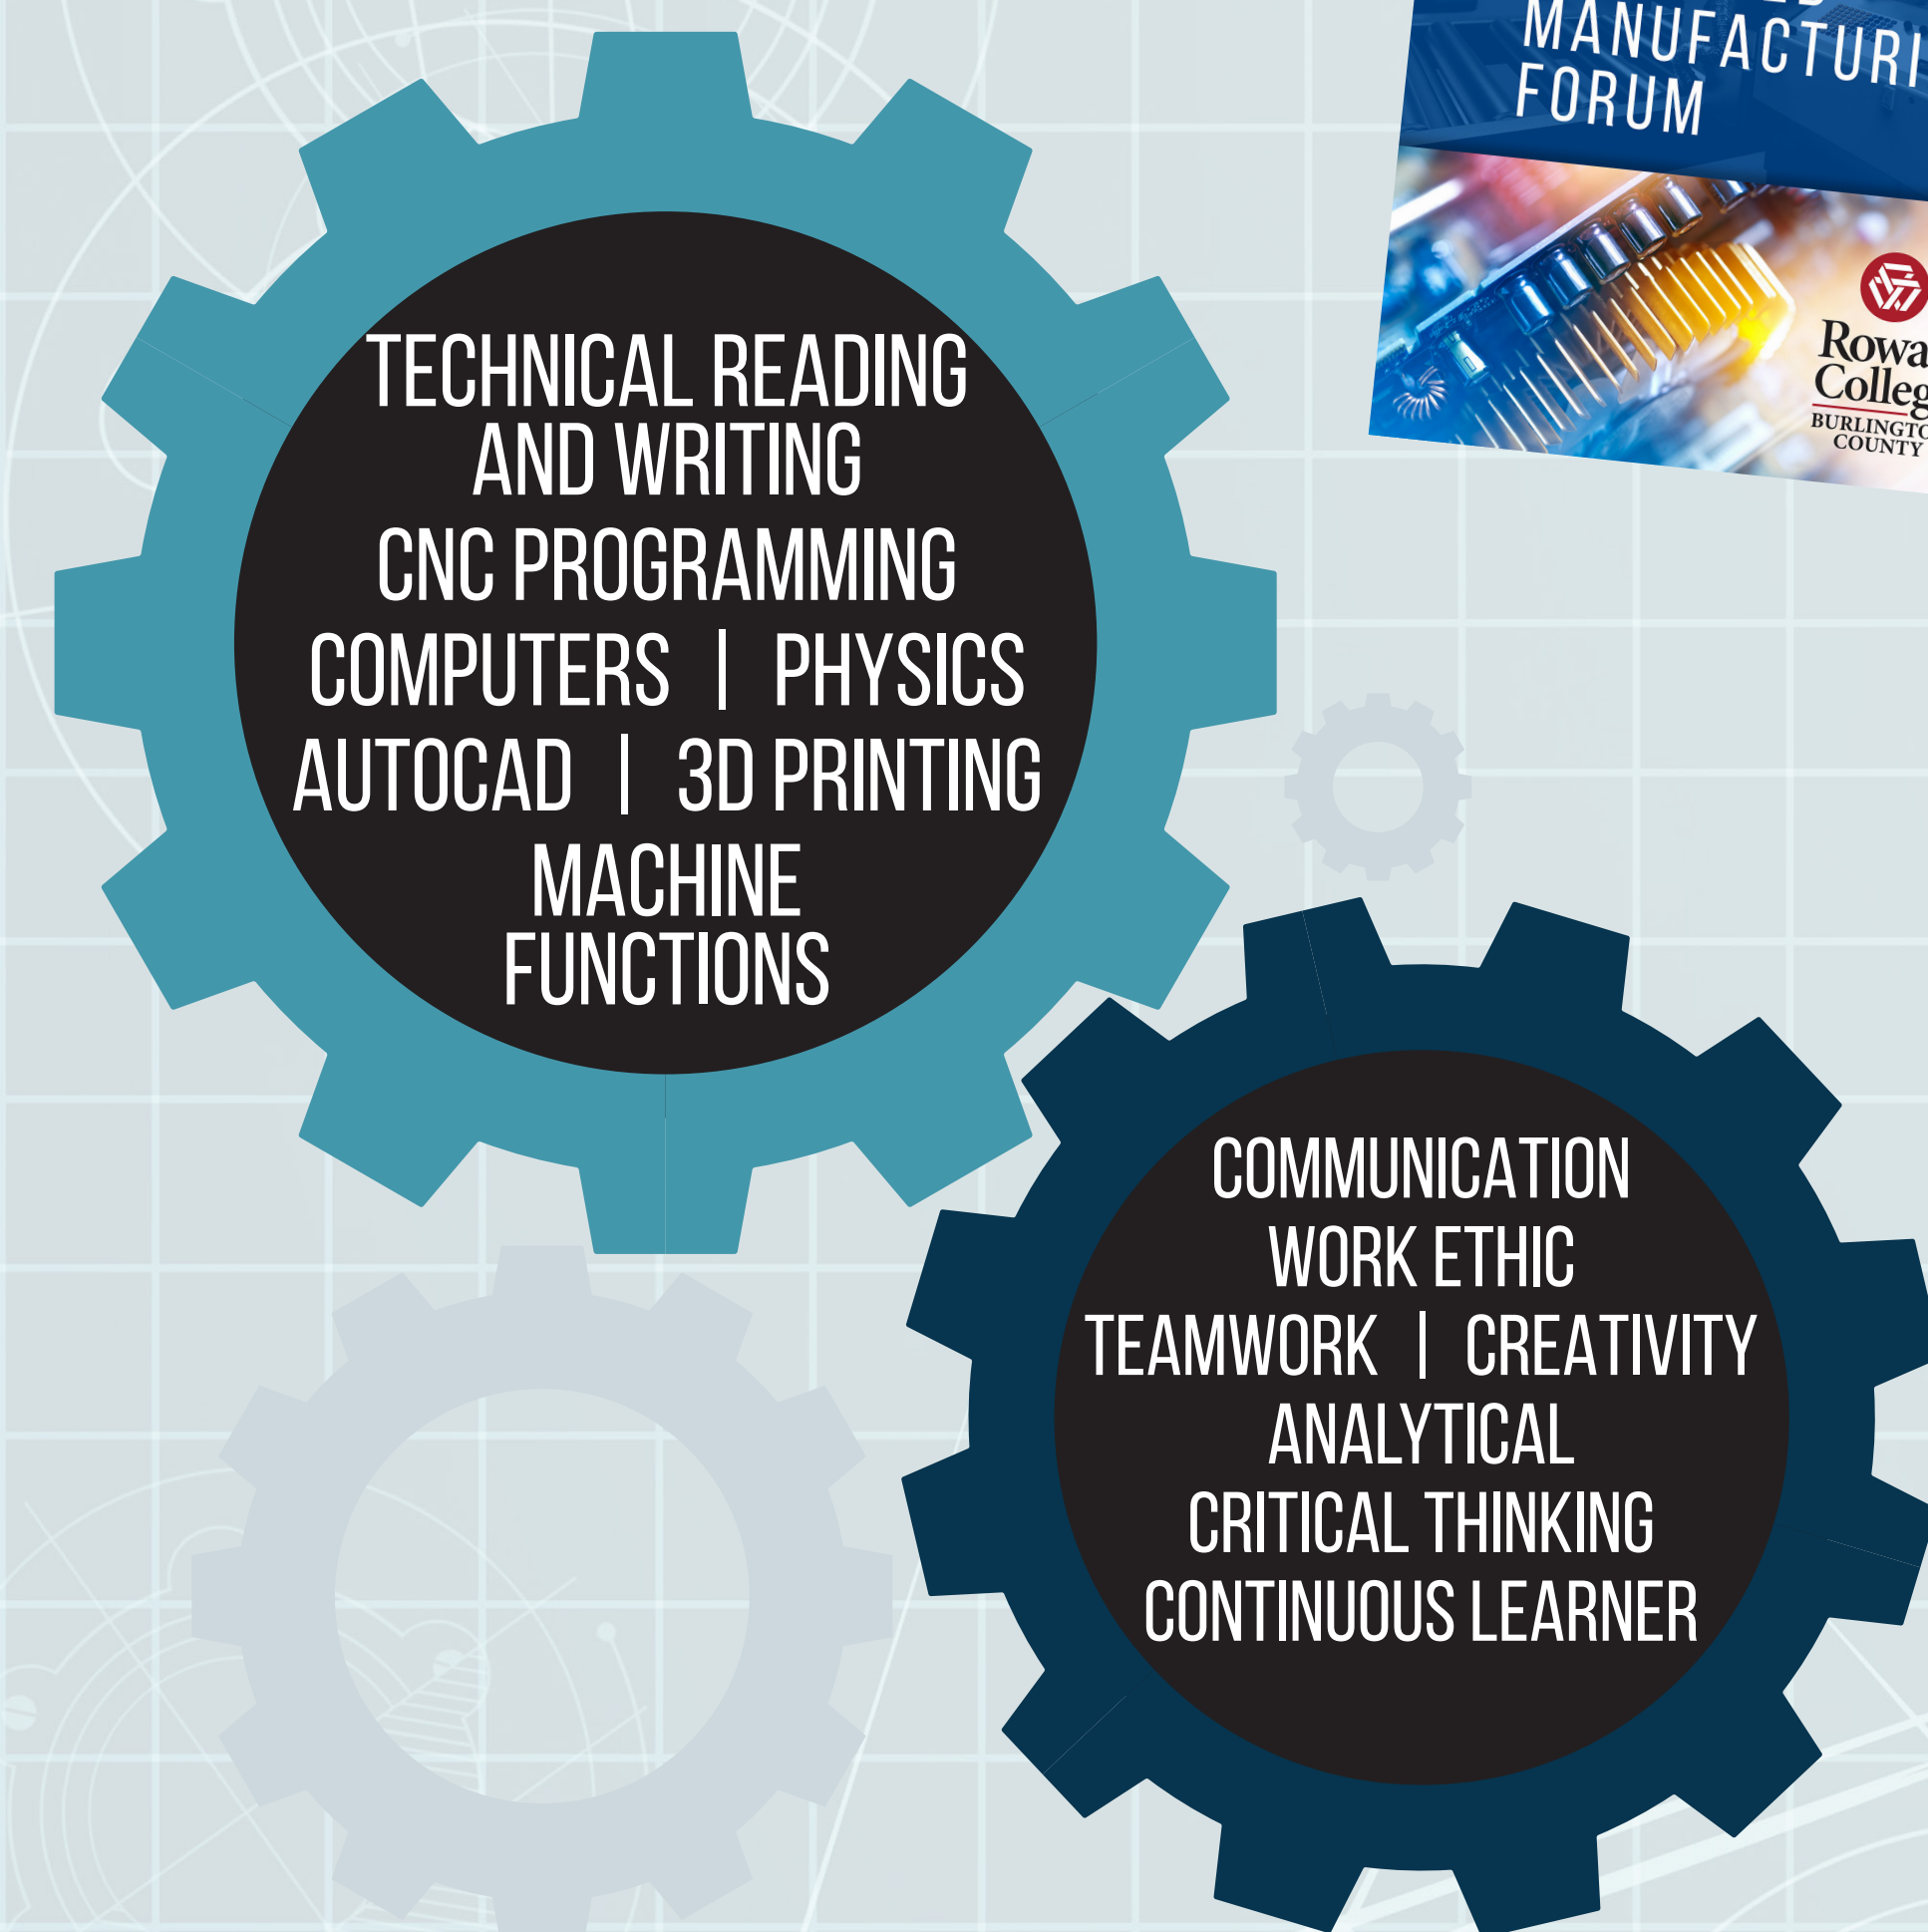 MANUFACTURI
FORUM
Rowa
Colleg
BURLINGTO
COUNTY
TECHNICAL READING
AND WRITING
CNC PROGRAMMING
COMPUTERS | PHYSICS
AUTOCAD | 3D PRINTING
MACHINE
FUNCTIONS
COMMUNICATION
WORK ETHIC
TEAMWORK | CREATIVITY
ANALYTICAL
CRITICAL THINKING
CONTINUOUS LEARNER